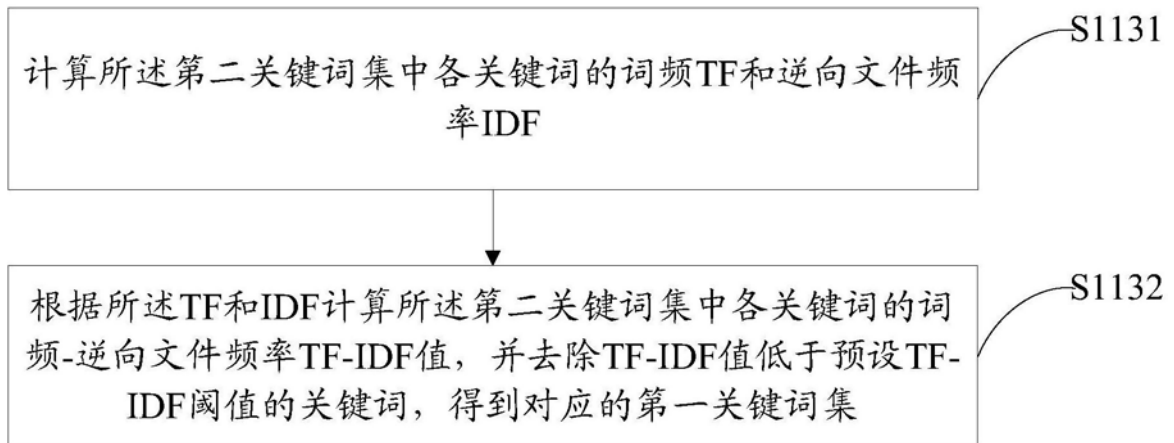 S1131
计算所述第二关键词集中各关键词的词频TF和逆向文件频
率IDF
S1132
根据所述TF和IDF计算所述第二关键词集中各关键词的词
频-逆向文件频率TF-IDF值，并去除TF-IDF值低于预设TF-
IDF阈值的关键词，得到对应的第一关键词集